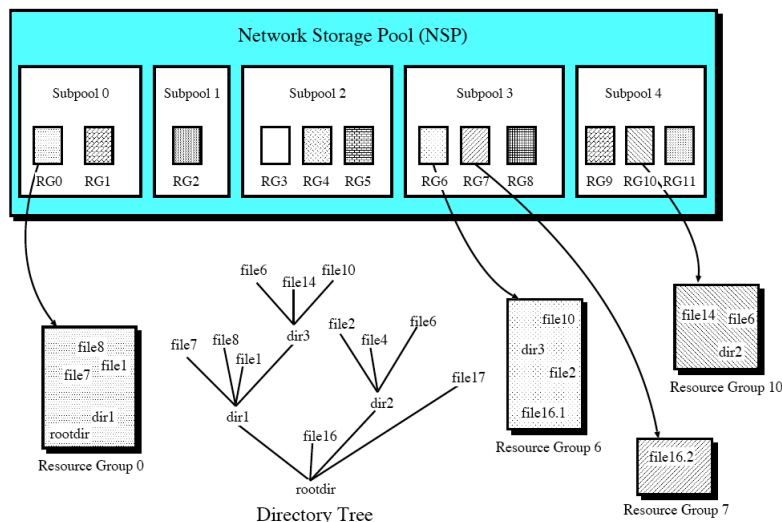 Network Storage Pool (NSP)
Subpool 0 Subpool 1 Subpool 2 Subpool 3 Subpool 4
RG0 RG1 RG2 RG3 RG4 RG5 RG6 RG7 RG8 RG9 RG10 RG11
file8
file1
file7
dir1
rootdir
Resource Group 0
file6
file14
file10
dir3
file7
file8
file1
dir1
file2
file4
file6
dir2
file17
file16
rootdir
Directory Tree
file10
dir3
file2
file16.1
Resource Group 6
file14
file6
dir2
Resource Group 10
file16.2
Resource Group 7